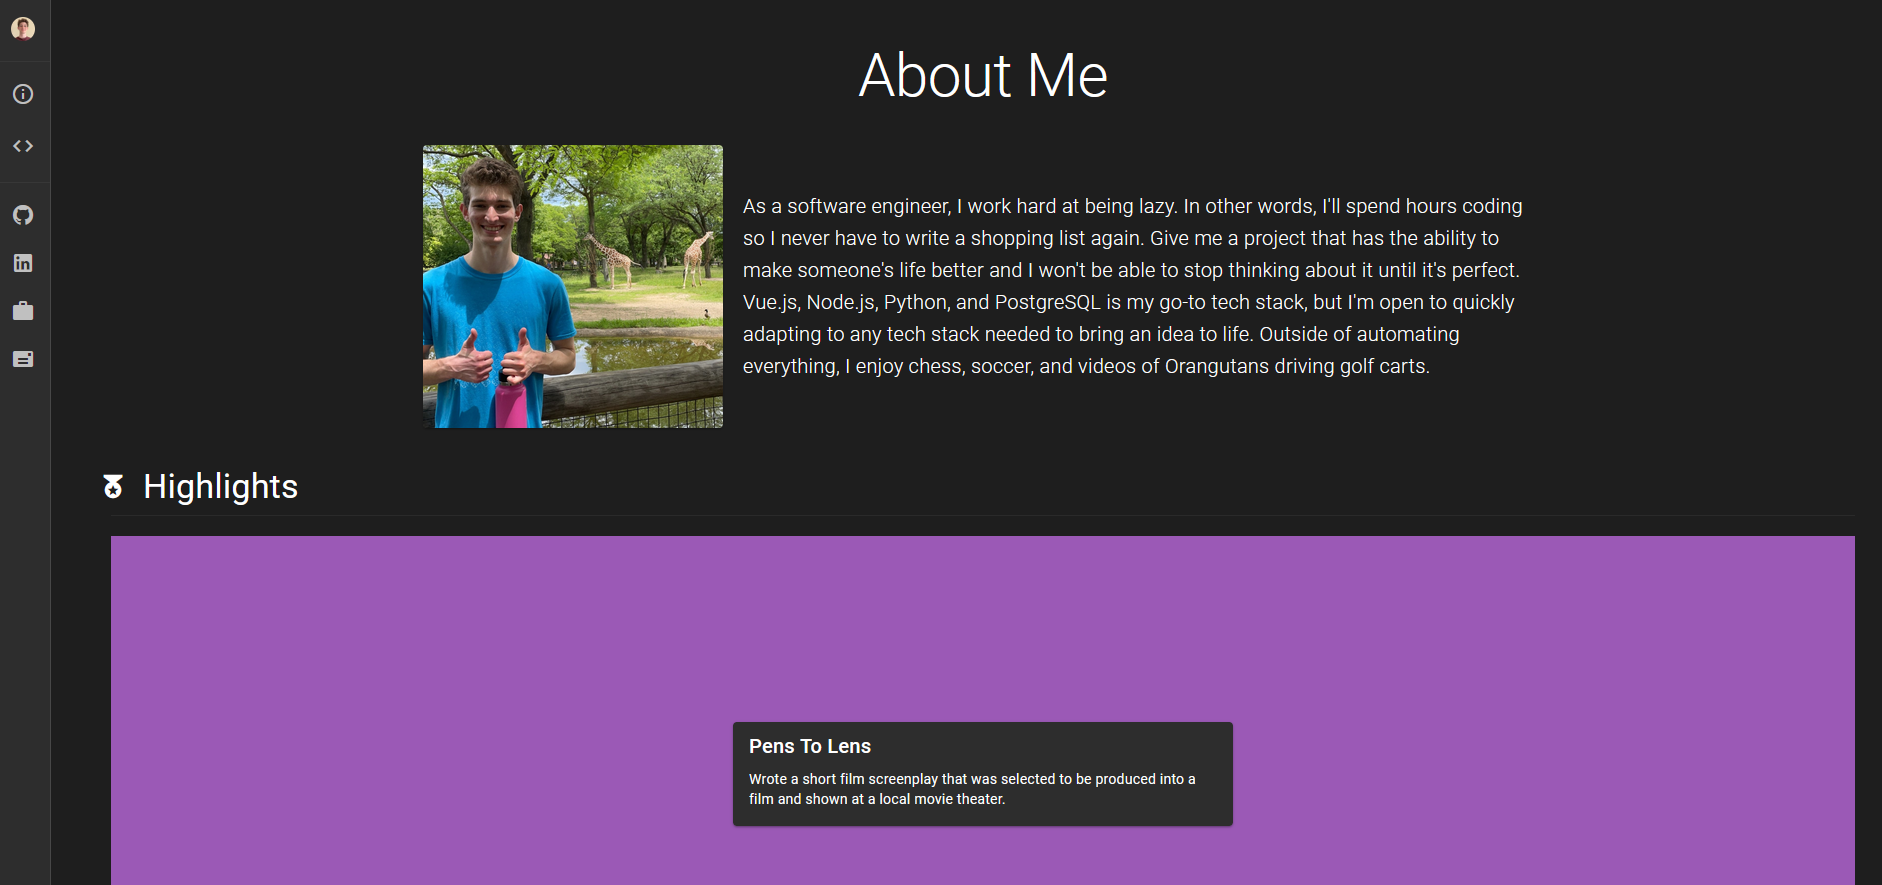 About Me
As a software engineer, I work hard at being lazy. In other words, I'll spend hours coding
so I never have to write a shopping list again. Give me a project that has the ability to
make someone's life better and I won't be able to stop thinking about it until it's perfect.
Vue.js, Node.js, Python, and PostgreSQL is my go-to tech stack, but I'm open to quickly
adapting to any tech stack needed to bring an idea to life. Outside of automating
everything, I enjoy chess, soccer, and videos of Orangutans driving golf carts.
Highlights
Pens To Lens
Wrote a short film screenplay that was selected to be produced into a
film and shown at a local movie theater.